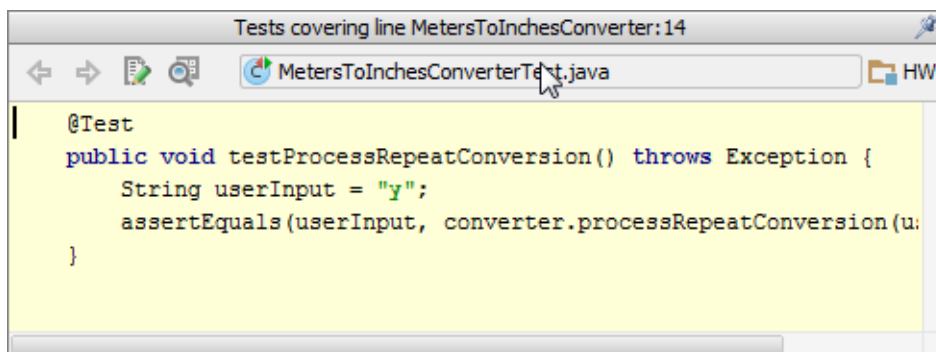 Tests covering line MetersToInchesConverter:14
MetersToInchesConverterTest.java HW
@Test
public void testProcessRepeatConversion() throws Exception {
String userInput = "y";
assertEquals(userInput, converter.processRepeatConversion(u
}